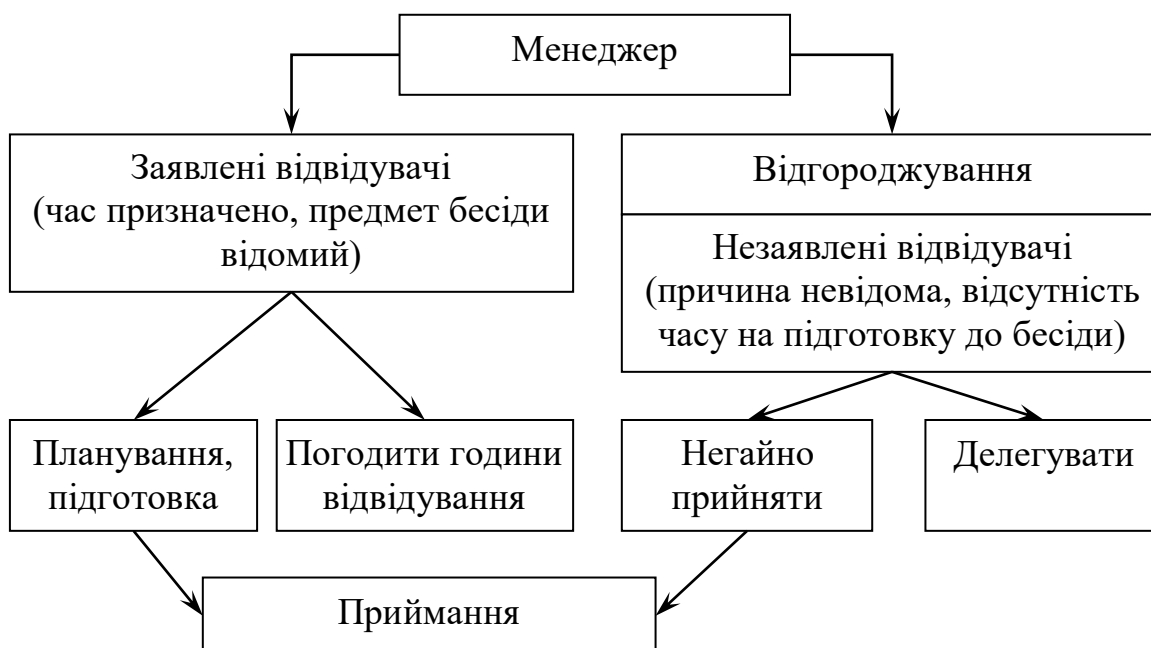 Менеджер
Заявлені відвідувачі
(час призначено, предмет бесіди
відомий)
Відгороджування
Незаявлені відвідувачі
(причина невідома, відсутність
часу на підготовку до бесіди)
Планування,
підготовка
Погодити години
відвідування
Негайно
прийняти
Делегувати
Приймання